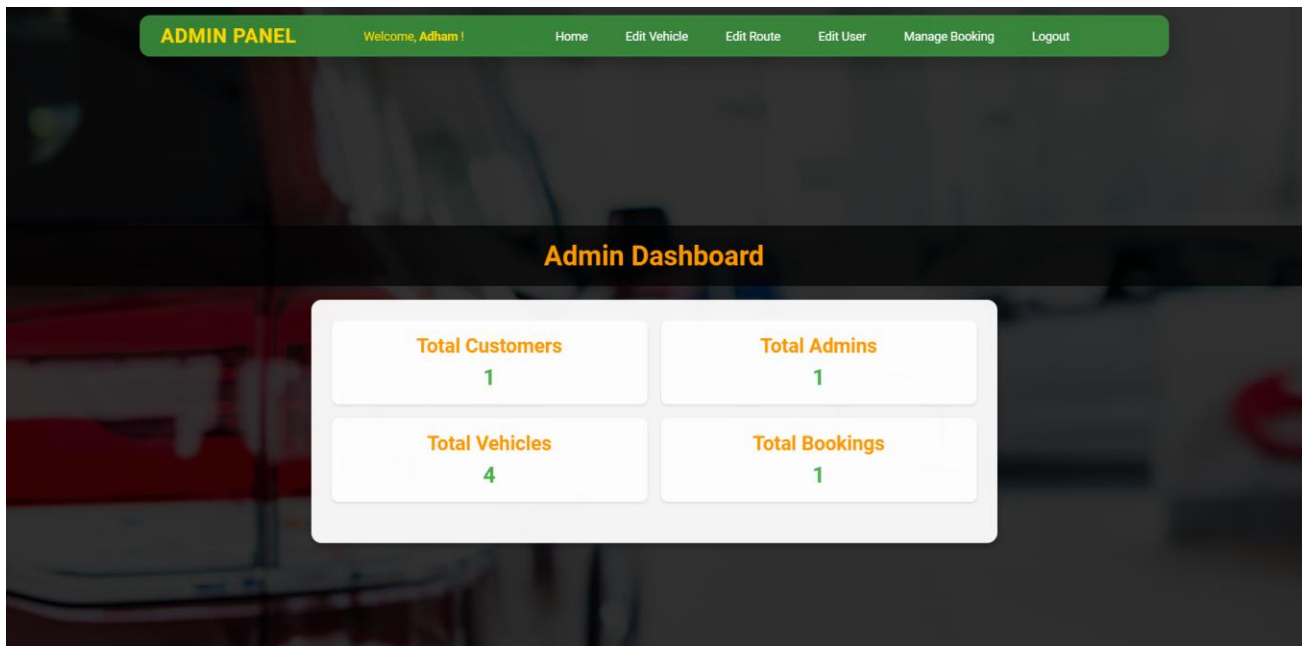 ADMIN PANEL Welcome, Adham ! Home Edit Vehicle Edit Route Edit User Manage Booking Logout
Admin Dashboard
Total Customers
1
Total Admins
1
Total Vehicles
4
Total Bookings
1